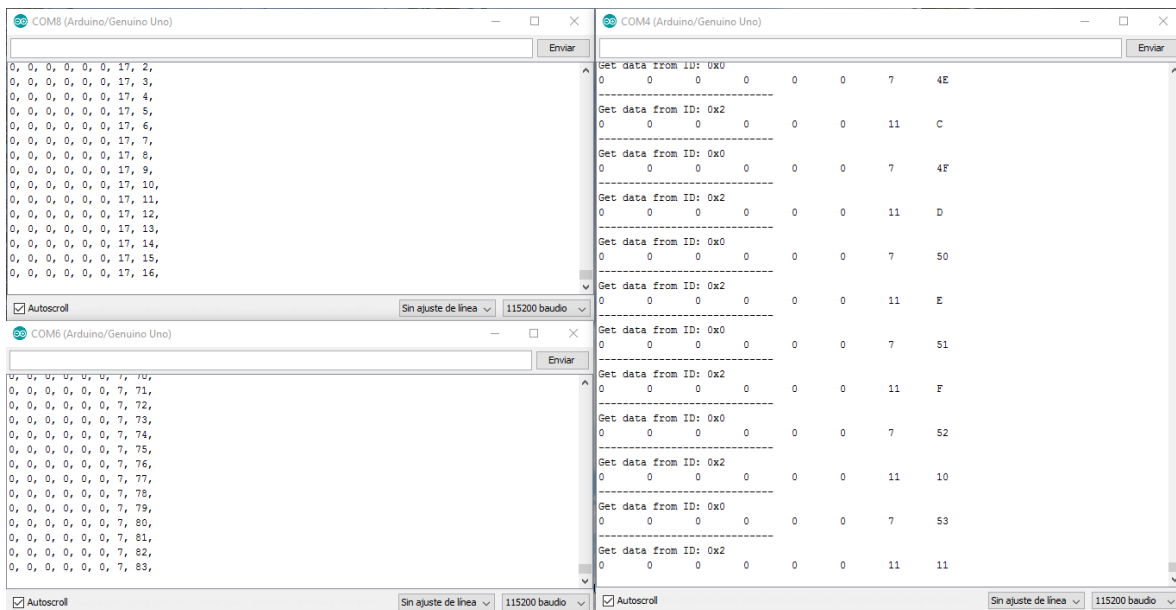 COM8 (Arduino/Genuino Uno)
Enviar
0, 0, 0, 0, 0, 0, 17, 2,
0, 0, 0, 0, 0, 0, 17, 3,
0, 0, 0, 0, 0, 0, 17, 4,
0, 0, 0, 0, 0, 0, 17, 5,
0, 0, 0, 0, 0, 0, 17, 6,
0, 0, 0, 0, 0, 0, 17, 7,
0, 0, 0, 0, 0, 0, 17, 8,
0, 0, 0, 0, 0, 0, 17, 9,
0, 0, 0, 0, 0, 0, 17, 10,
0, 0, 0, 0, 0, 0, 17, 11,
0, 0, 0, 0, 0, 0, 17, 12,
0, 0, 0, 0, 0, 0, 17, 13,
0, 0, 0, 0, 0, 0, 17, 14,
0, 0, 0, 0, 0, 0, 17, 15,
0, 0, 0, 0, 0, 0, 17, 16,
Autoscroll Sin ajuste de línea 115200 baudio
COM6 (Arduino/Genuino Uno)
Enviar
0, 0, 0, 0, 0, 0, 7, 70,
0, 0, 0, 0, 0, 0, 7, 71,
0, 0, 0, 0, 0, 0, 7, 72,
0, 0, 0, 0, 0, 0, 7, 73,
0, 0, 0, 0, 0, 0, 7, 74,
0, 0, 0, 0, 0, 0, 7, 75,
0, 0, 0, 0, 0, 0, 7, 76,
0, 0, 0, 0, 0, 0, 7, 77,
0, 0, 0, 0, 0, 0, 7, 78,
0, 0, 0, 0, 0, 0, 7, 79,
0, 0, 0, 0, 0, 0, 7, 80,
0, 0, 0, 0, 0, 0, 7, 81,
0, 0, 0, 0, 0, 0, 7, 82,
0, 0, 0, 0, 0, 0, 7, 83,
Autoscroll Sin ajuste de línea 115200 baudio
COM4 (Arduino/Genuino Uno)
Enviar
Get data from ID: 0x0
0 0 0 0 0 0 7 4E
-----------------------------
Get data from ID: 0x2
0 0 0 0 0 0 11 C
-----------------------------
Get data from ID: 0x0
0 0 0 0 0 0 7 4F
-----------------------------
Get data from ID: 0x2
0 0 0 0 0 0 11 D
-----------------------------
Get data from ID: 0x0
0 0 0 0 0 0 7 50
-----------------------------
Get data from ID: 0x2
0 0 0 0 0 0 11 E
-----------------------------
Get data from ID: 0x0
0 0 0 0 0 0 7 51
-----------------------------
Get data from ID: 0x2
0 0 0 0 0 0 11 F
-----------------------------
Get data from ID: 0x0
0 0 0 0 0 0 7 52
-----------------------------
Get data from ID: 0x2
0 0 0 0 0 0 11 10
-----------------------------
Get data from ID: 0x0
0 0 0 0 0 0 7 53
-----------------------------
Get data from ID: 0x2
0 0 0 0 0 0 11 11
Autoscroll Sin ajuste de línea 115200 baudio